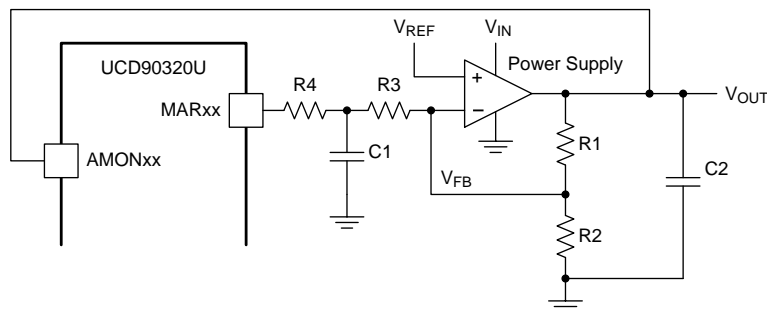 UCD90320U
VREF
VIN
Power Supply
R4
R3
MARxx
+
−
VOUT
R1
C1
AMONxx
C2
VFB
R2